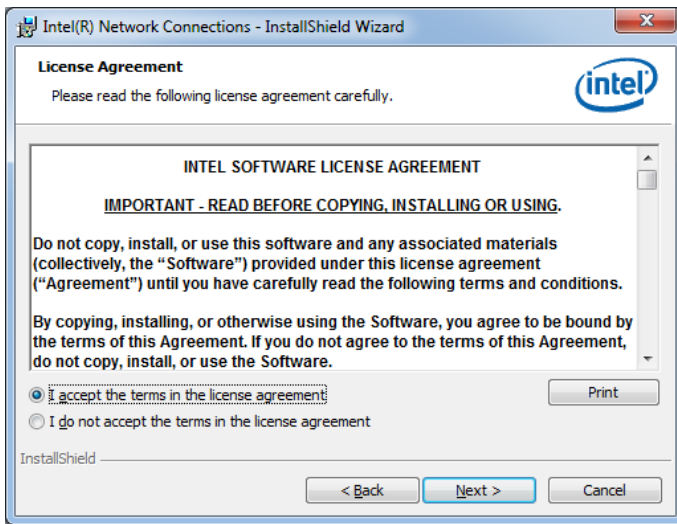 Intel(R) Network Connections - InstallShield Wizard
License Agreement
Please read the following license agreement carefully.
intel
INTEL SOFTWARE LICENSE AGREEMENT
IMPORTANT - READ BEFORE COPYING, INSTALLING OR USING.
Do not copy, install, or use this software and any associated materials
(collectively, the “Software”) provided under this license agreement
(“Agreement”) until you have carefully read the following terms and conditions.
By copying, installing, or otherwise using the Software, you agree to be bound by
the terms of this Agreement. If you do not agree to the terms of this Agreement,
do not copy, install, or use the Software.
I accept the terms in the license agreement
Print
I do not accept the terms in the license agreement
InstallShield
< Back
Next >
Cancel